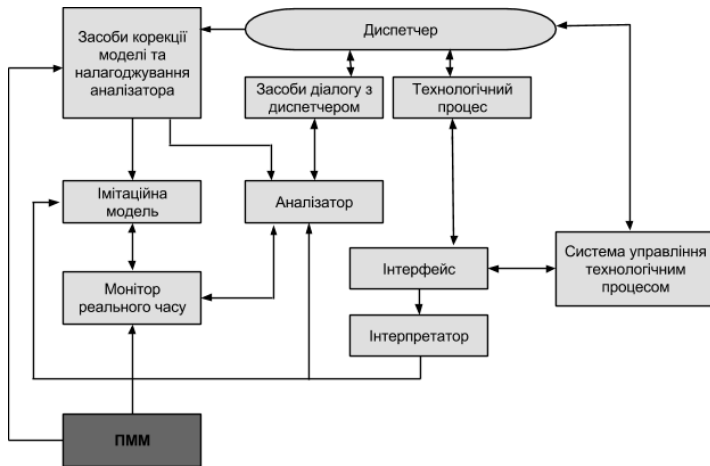 Засоби корекції
моделі та
налагоджування
аналізатора
Диспетчер
Засоби діалогу з
диспетчером
Технологічний
процес
Імітаційна
модель
Аналізатор
Інтерфейс
Система управління
технологічним
процесом
Монітор
реального часу
Інтерпретатор
ПММ